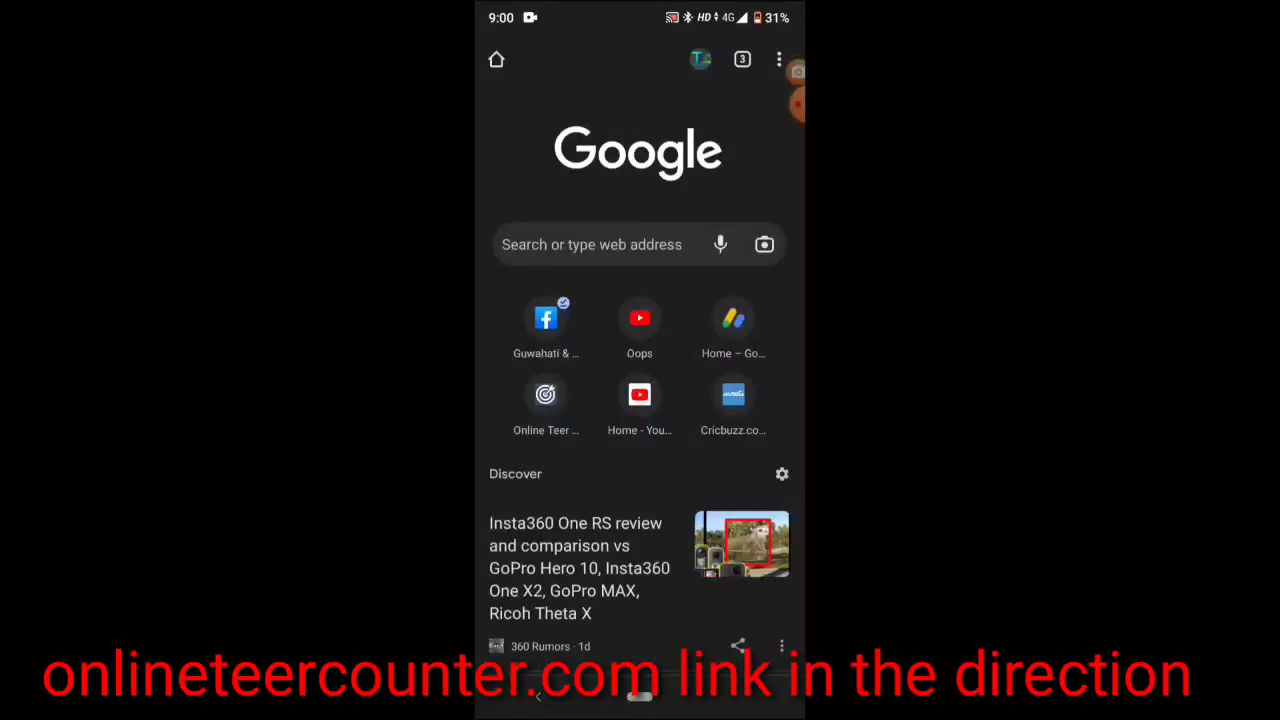 9:00 HD 4G 31%
3
Google
Search or type web address
Guwahati & ... Oops Home – Go...
Online Teer ... Home - You... Cricbuzz.co...
Discover
Insta360 One RS review
and comparison vs
GoPro Hero 10, Insta360
One X2, GoPro MAX,
Ricoh Theta X
360 Rumors · 1d
onlineteercounter.com link in the direction